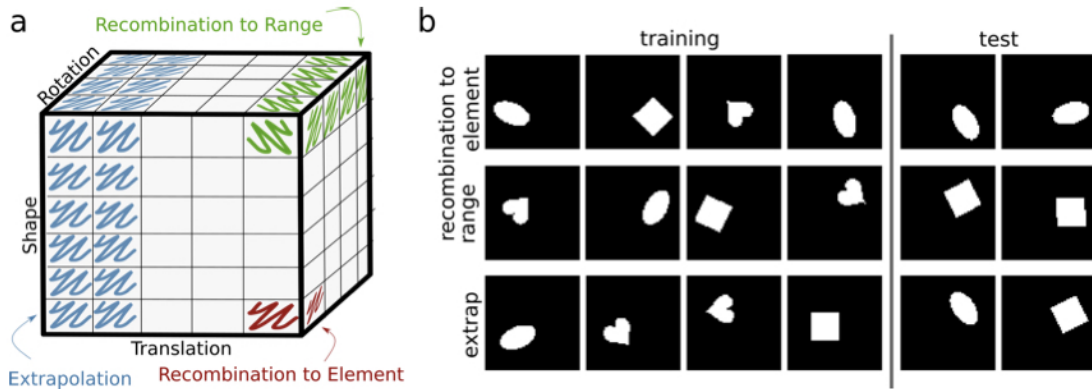 a
Recombination to Range
Rotation
Shape
Translation
Extrapolation
Recombination to Element
b
training
test
recombination to
element
recombination
range
extrap